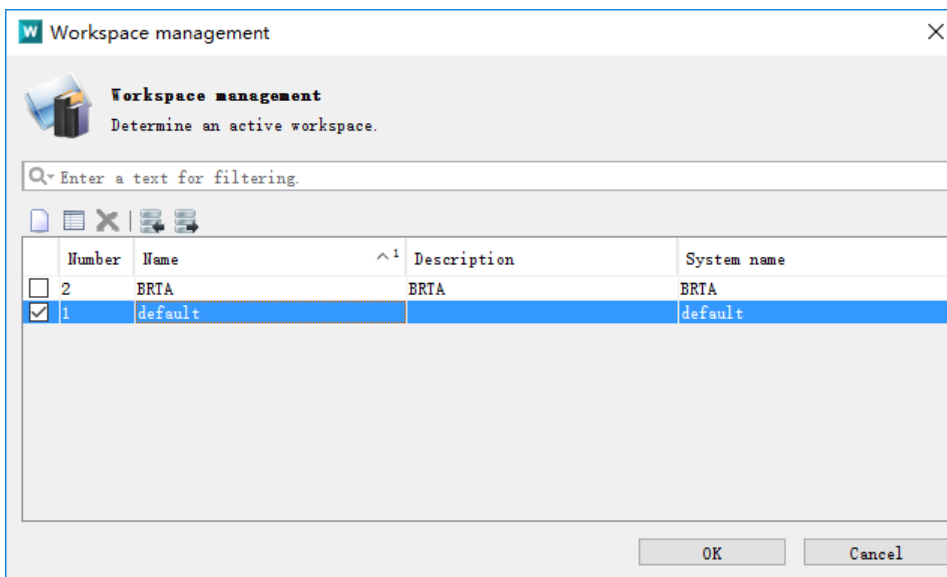 W Workspace management
Workspace management
Determine an active workspace.
Enter a text for filtering.
Number Name 1 Description System name
2 BRTA BRTA BRTA
1 default default
OK Cancel